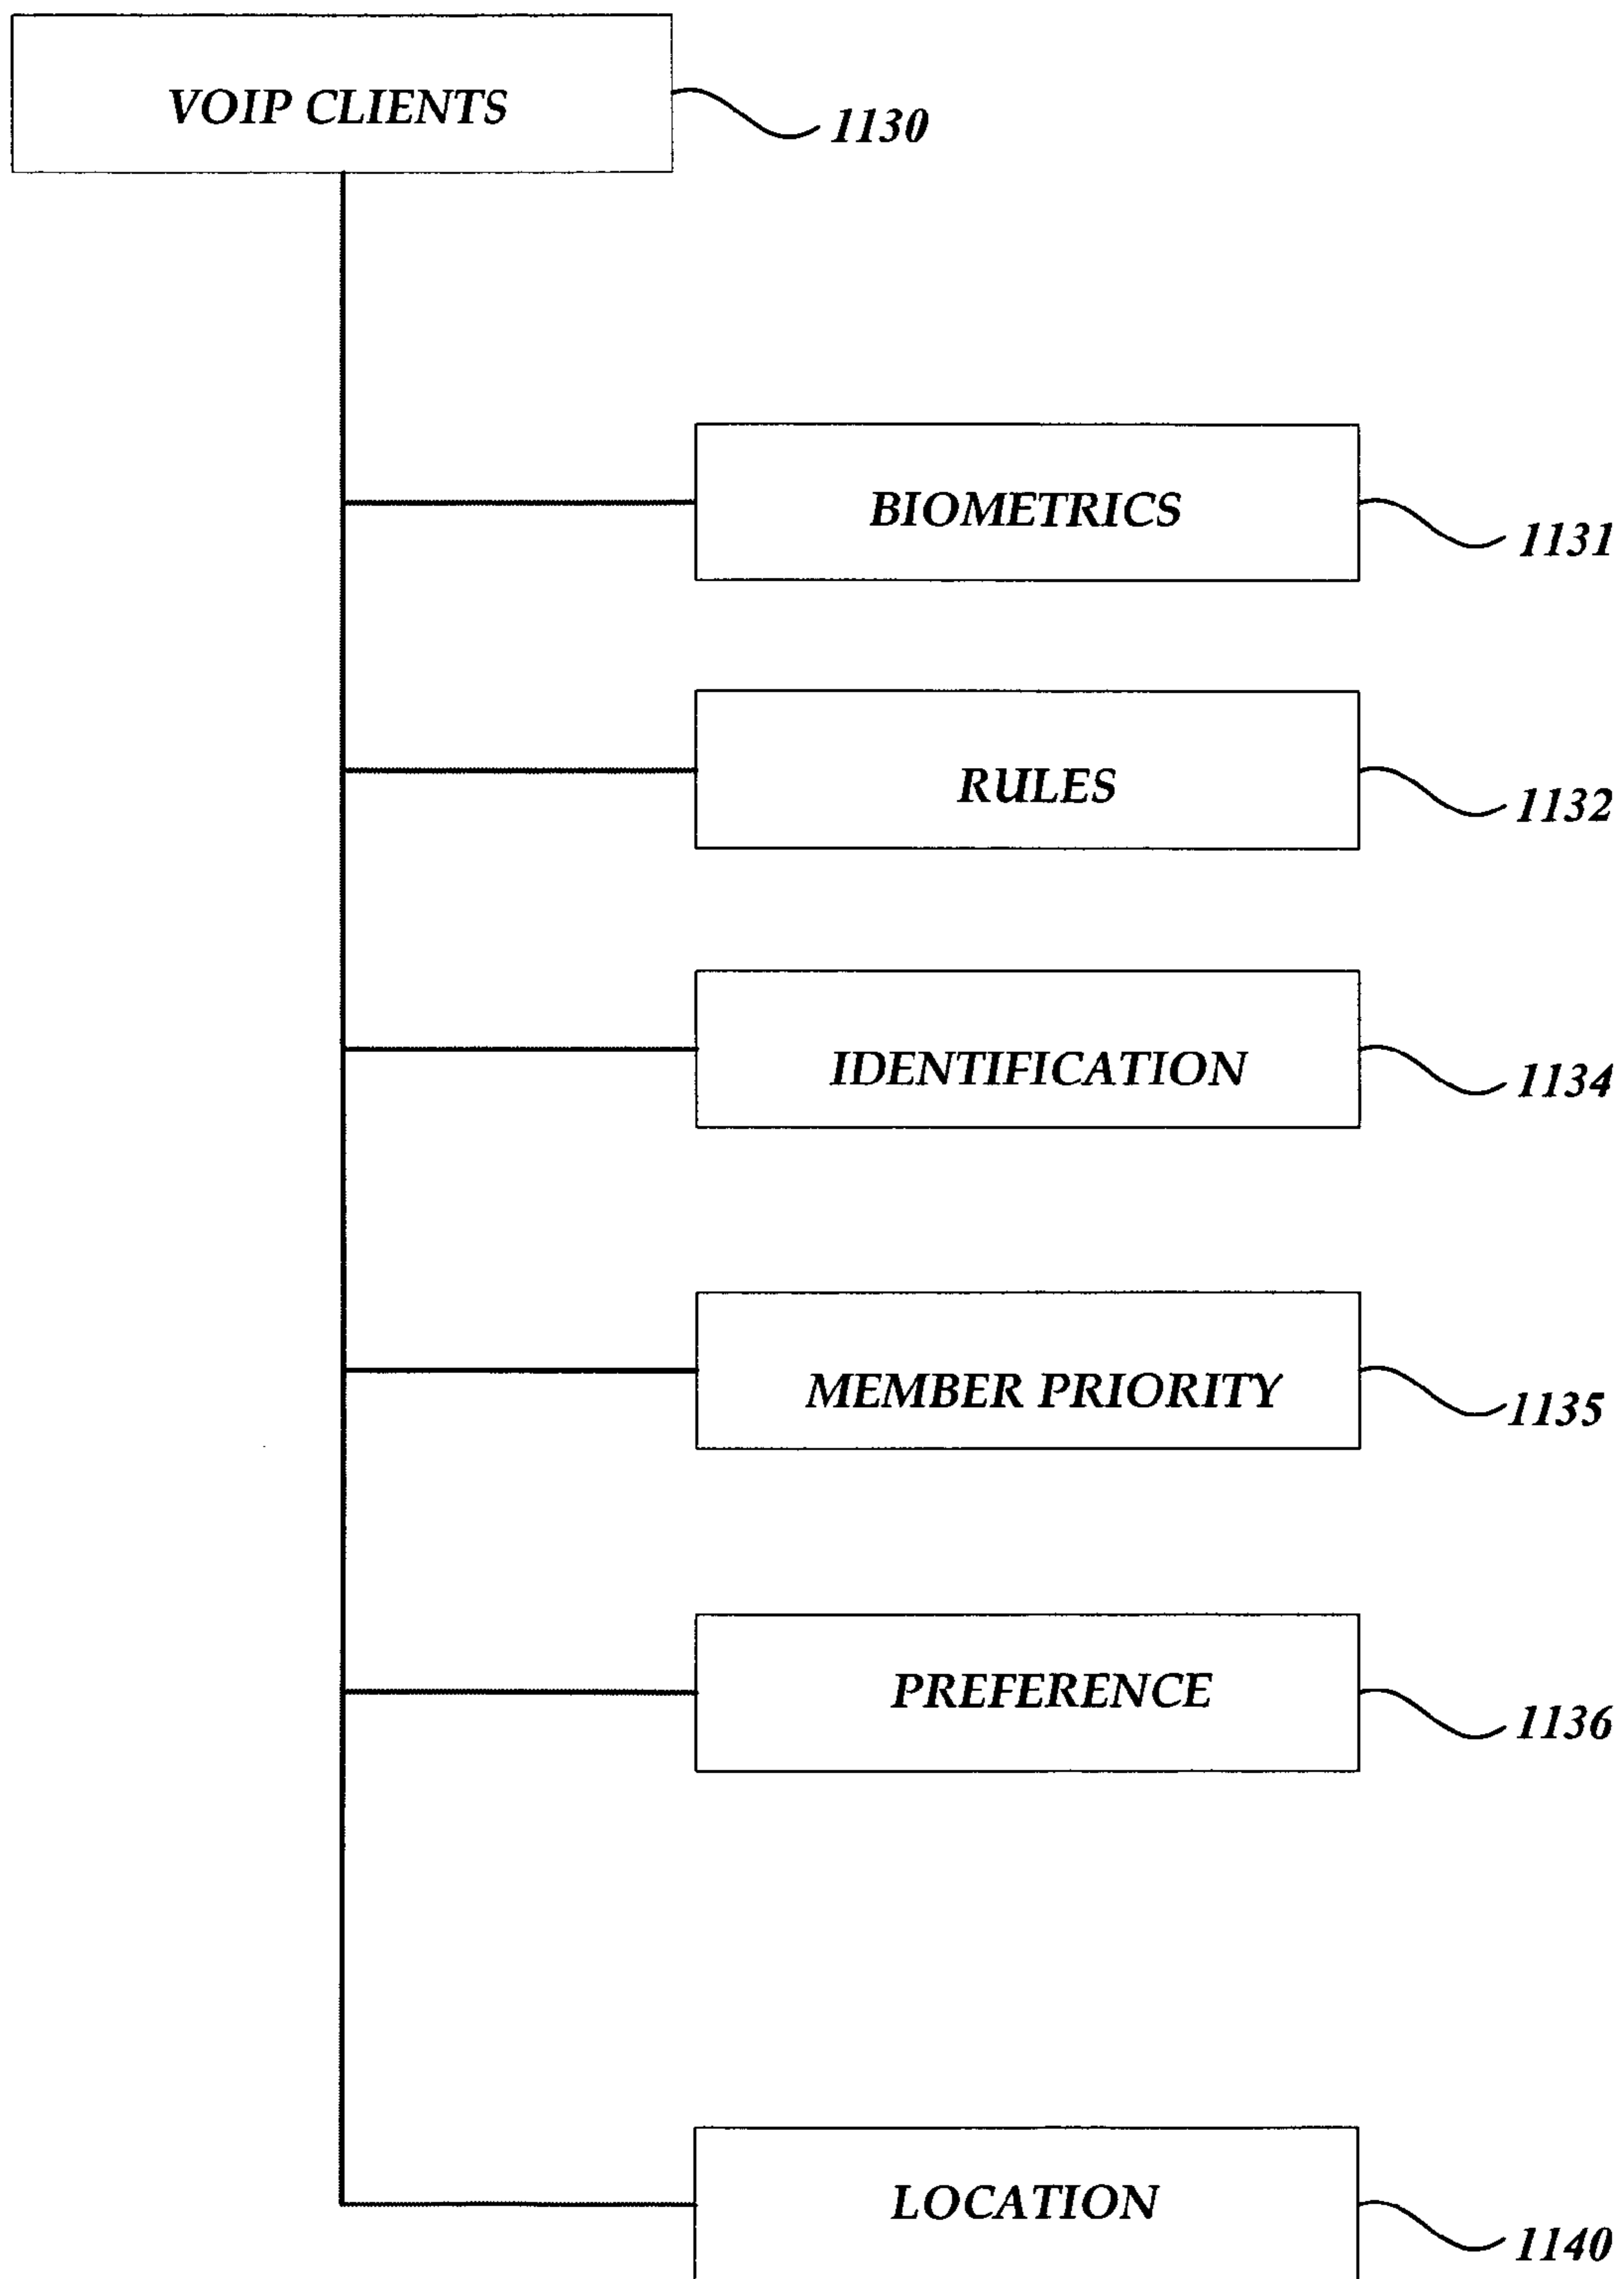 VOIP CLIENTS
1130
BIOMETRICS
1131
RULES
1132
IDENTIFICATION
1134
MEMBER PRIORITY
1135
PREFERENCE
1136
LOCATION
1140